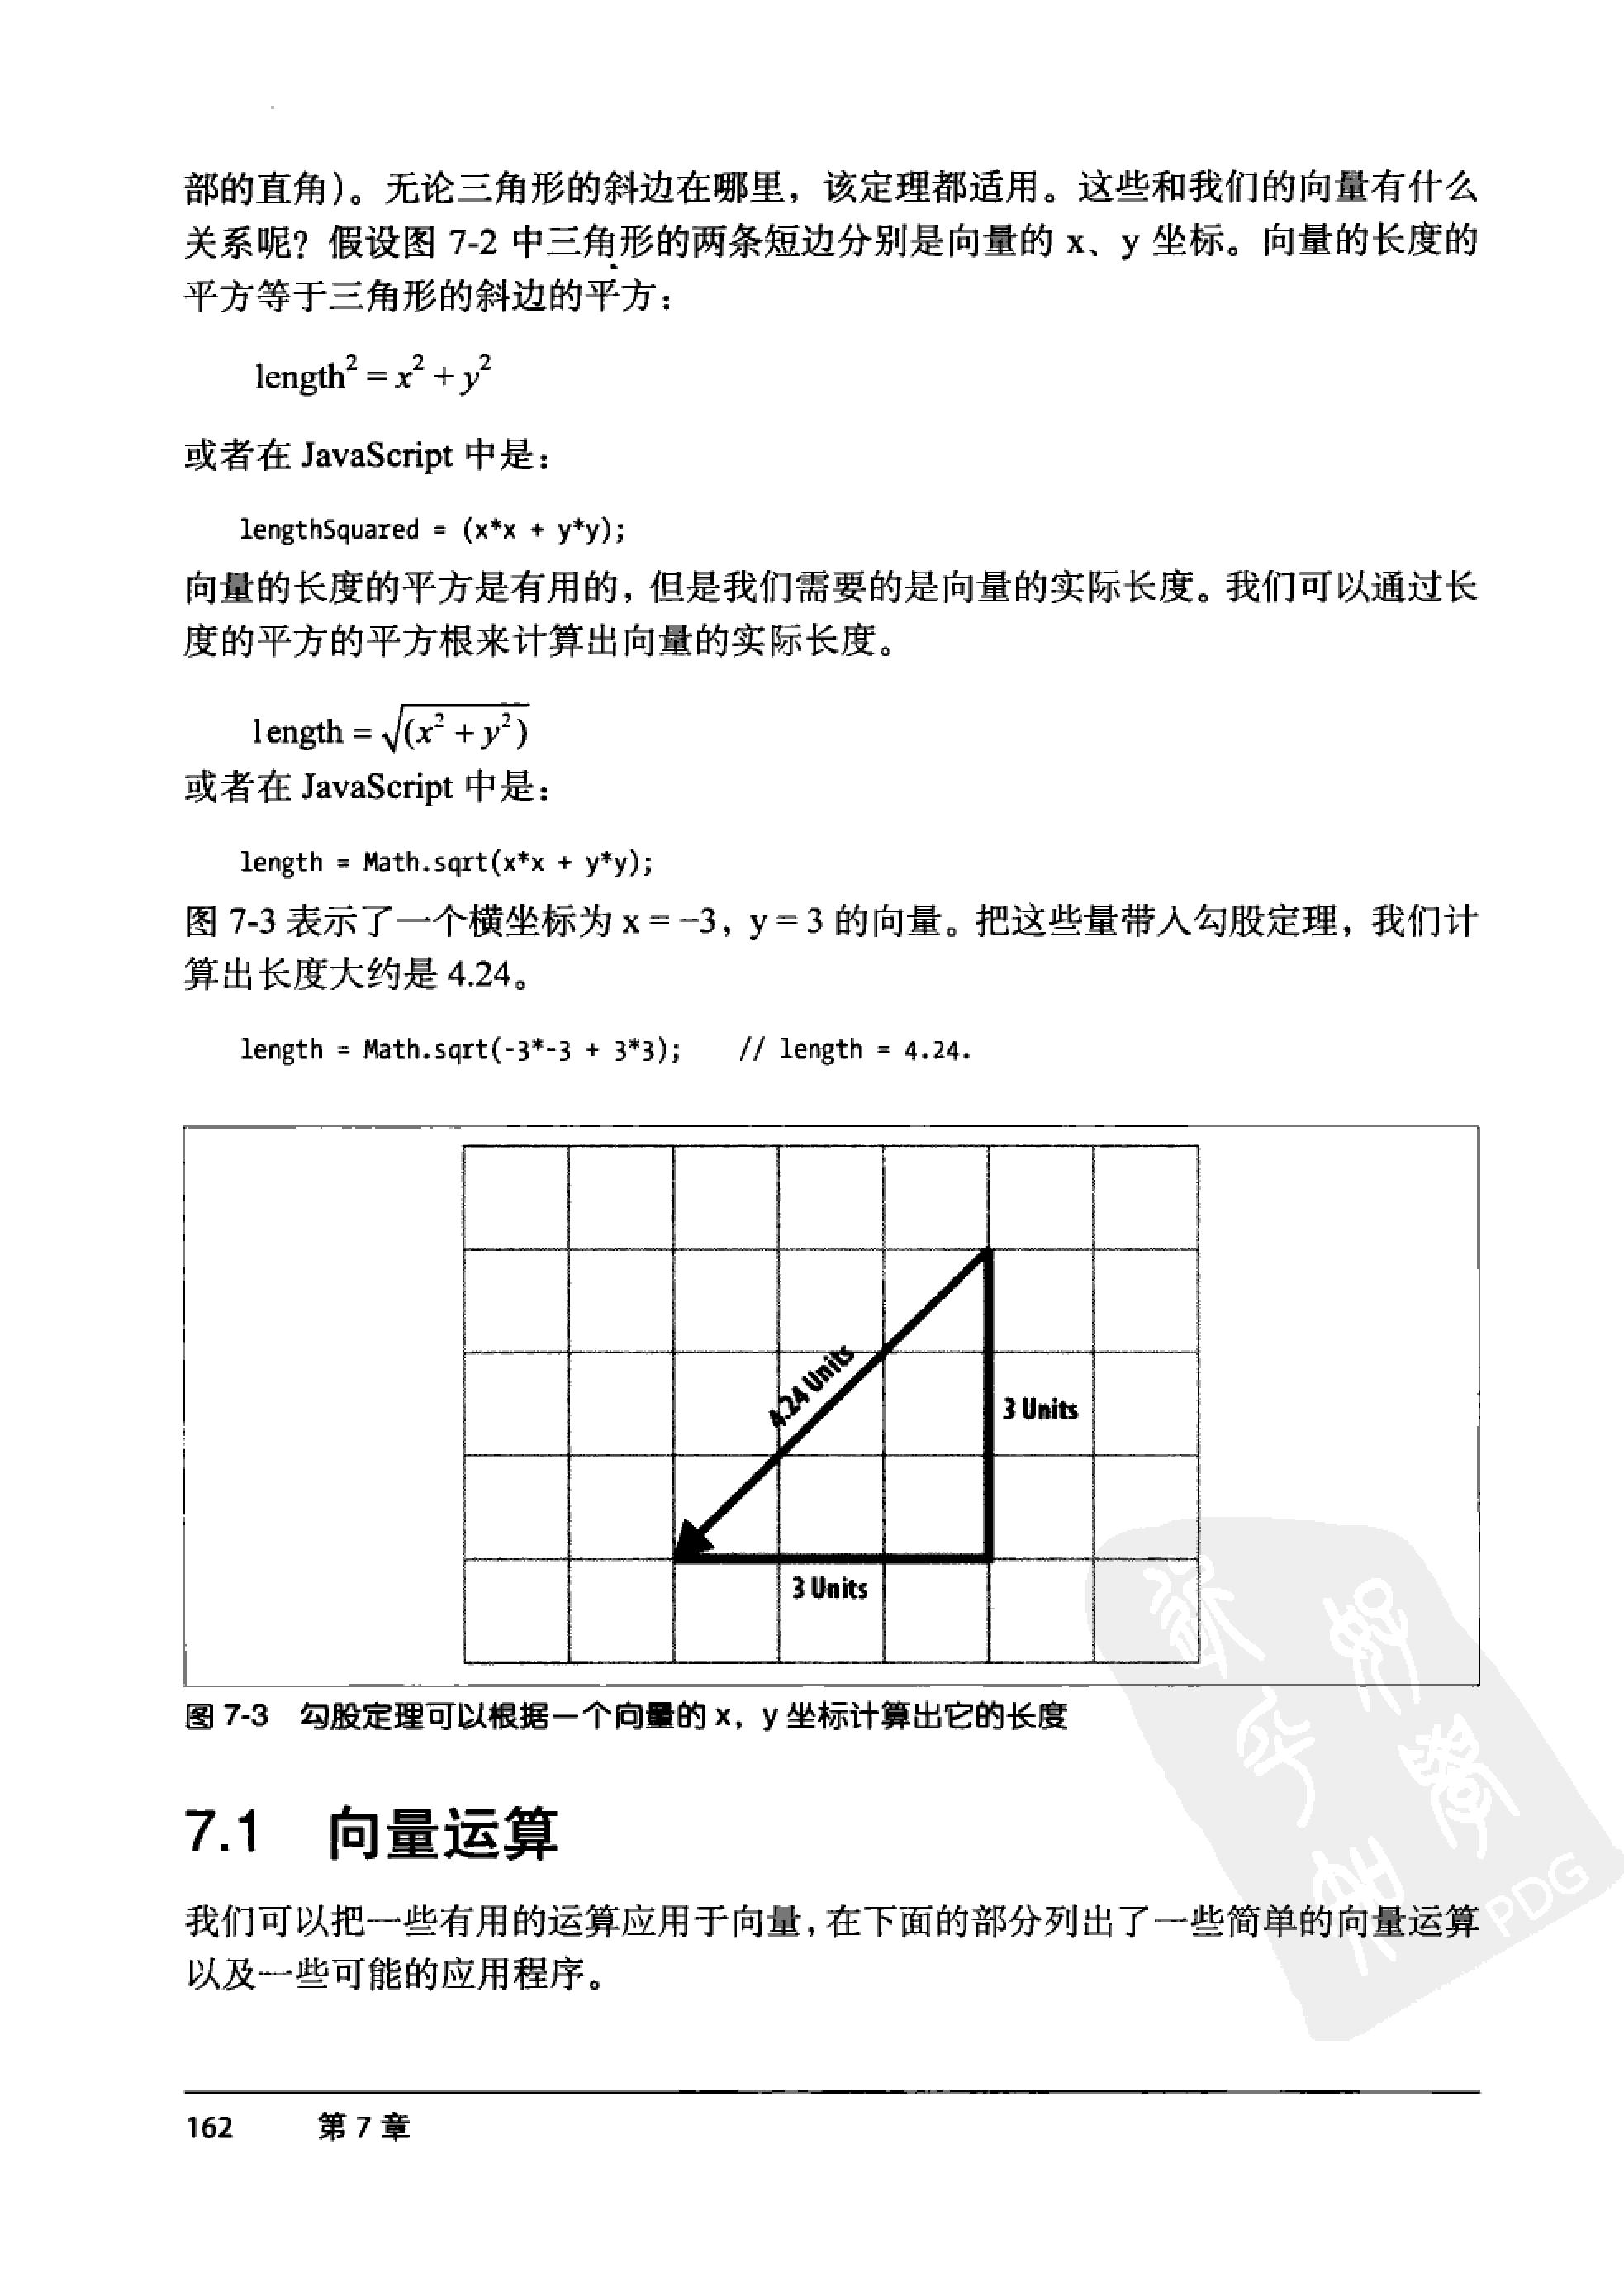 部的直角）。无论三角形的斜边在哪里，该定理都适用。这些和我们的向量有什么
关系呢？假设图 7-2 中三角形的两条短边分别是向量的 x、y 坐标。向量的长度的
平方等于三角形的斜边的平方：
length² = x² + y²
或者在 JavaScript 中是：
lengthSquared = (x*x + y*y);
向量的长度的平方是有用的，但是我们需要的是向量的实际长度。我们可以通过长
度的平方的平方根来计算出向量的实际长度。
length = √(x² + y²)
或者在 JavaScript 中是：
length = Math.sqrt(x*x + y*y);
图 7-3 表示了一个横坐标为 x = −3，y = 3 的向量。把这些量带入勾股定理，我们计
算出长度大约是 4.24。
length = Math.sqrt(-3*-3 + 3*3); // length = 4.24.
4.24 Units
3 Units
3 Units
图 7-3 勾股定理可以根据一个向量的 x，y 坐标计算出它的长度
7.1 向量运算
我们可以把一些有用的运算应用于向量，在下面的部分列出了一些简单的向量运算
以及一些可能的应用程序。
PDG
162 第 7 章